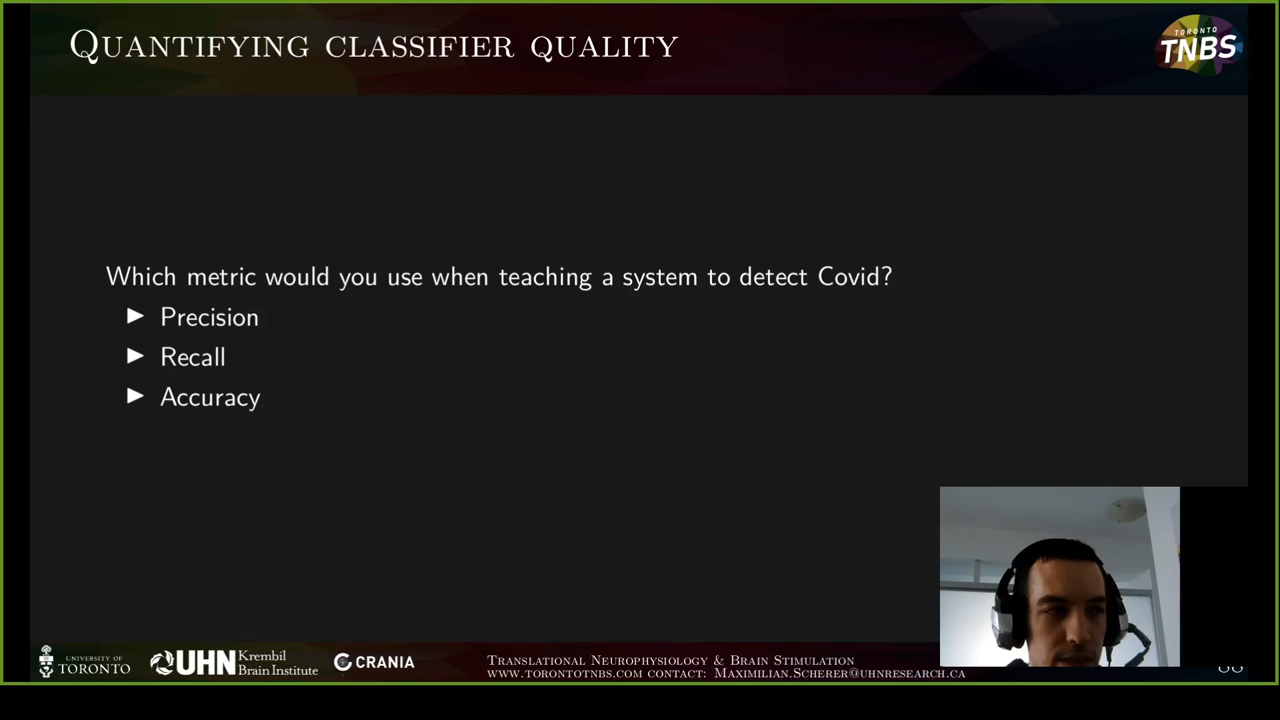 Quantifying classifier quality
TORONTO
TNBS
Which metric would you use when teaching a system to detect Covid?
▶ Precision
▶ Recall
▶ Accuracy
UNIVERSITY OF
TORONTO
UHN Krembil
Brain Institute
CRANIA
Translational Neurophysiology & Brain Stimulation
www.torontotnbs.com contact: Maximilian.Scherer@uhnresearch.ca